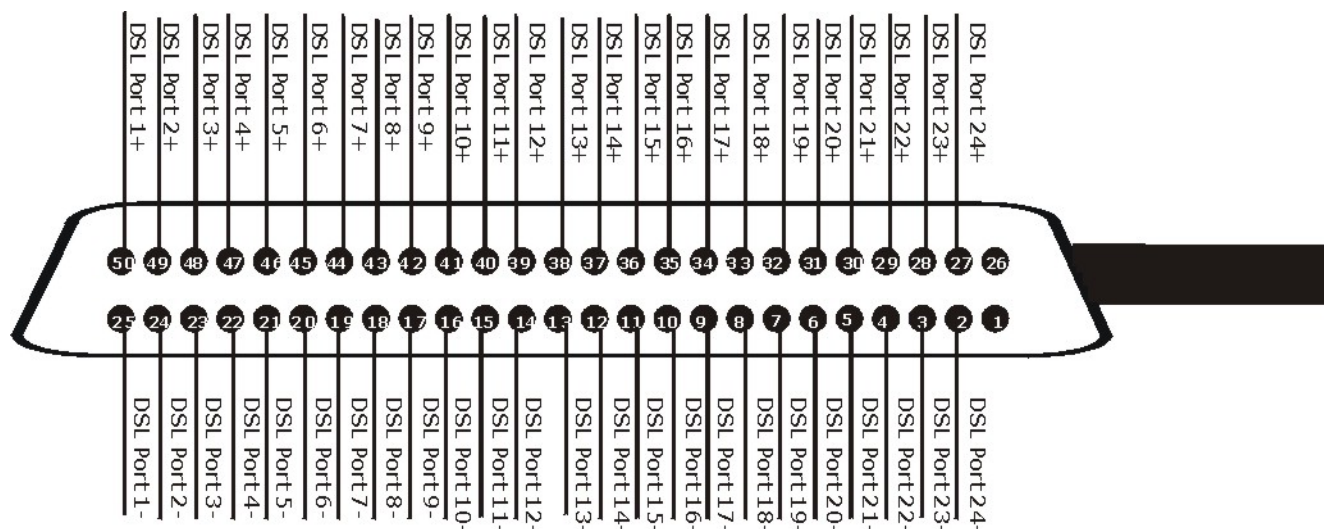 DSL Port 1+
DSL Port 2+
DSL Port 3+
DSL Port 4+
DSL Port 5+
DSL Port 6+
DSL Port 7+
DSL Port 8+
DSL Port 9+
DSL Port 10+
DSL Port 11+
DSL Port 12+
DSL Port 13+
DSL Port 14+
DSL Port 15+
DSL Port 16+
DSL Port 17+
DSL Port 18+
DSL Port 19+
DSL Port 20+
DSL Port 21+
DSL Port 22+
DSL Port 23+
DSL Port 24+
50 49 48 47 46 45 44 43 42 41 40 39 38 37 36 35 34 33 32 31 30 29 28 27 26
25 24 23 22 21 20 19 18 17 16 15 14 13 12 11 10 9 8 7 6 5 4 3 2 1
DSL Port 1-
DSL Port 2-
DSL Port 3-
DSL Port 4-
DSL Port 5-
DSL Port 6-
DSL Port 7-
DSL Port 8-
DSL Port 9-
DSL Port 10-
DSL Port 11-
DSL Port 12-
DSL Port 13-
DSL Port 14-
DSL Port 15-
DSL Port 16-
DSL Port 17-
DSL Port 18-
DSL Port 19-
DSL Port 20-
DSL Port 21-
DSL Port 22-
DSL Port 23-
DSL Port 24-